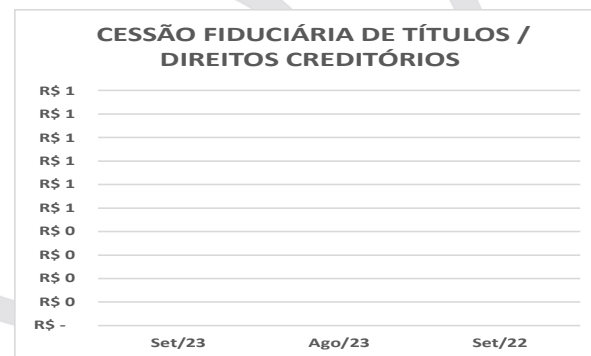 CESSÃO FIDUCIÁRIA DE TÍTULOS /
DIREITOS CREDITÓRIOS
R$ 1
R$ 1
R$ 1
R$ 1
R$ 1
R$ 1
R$ 0
R$ 0
R$ 0
R$ 0
R$ -
Set/23 Ago/23 Set/22